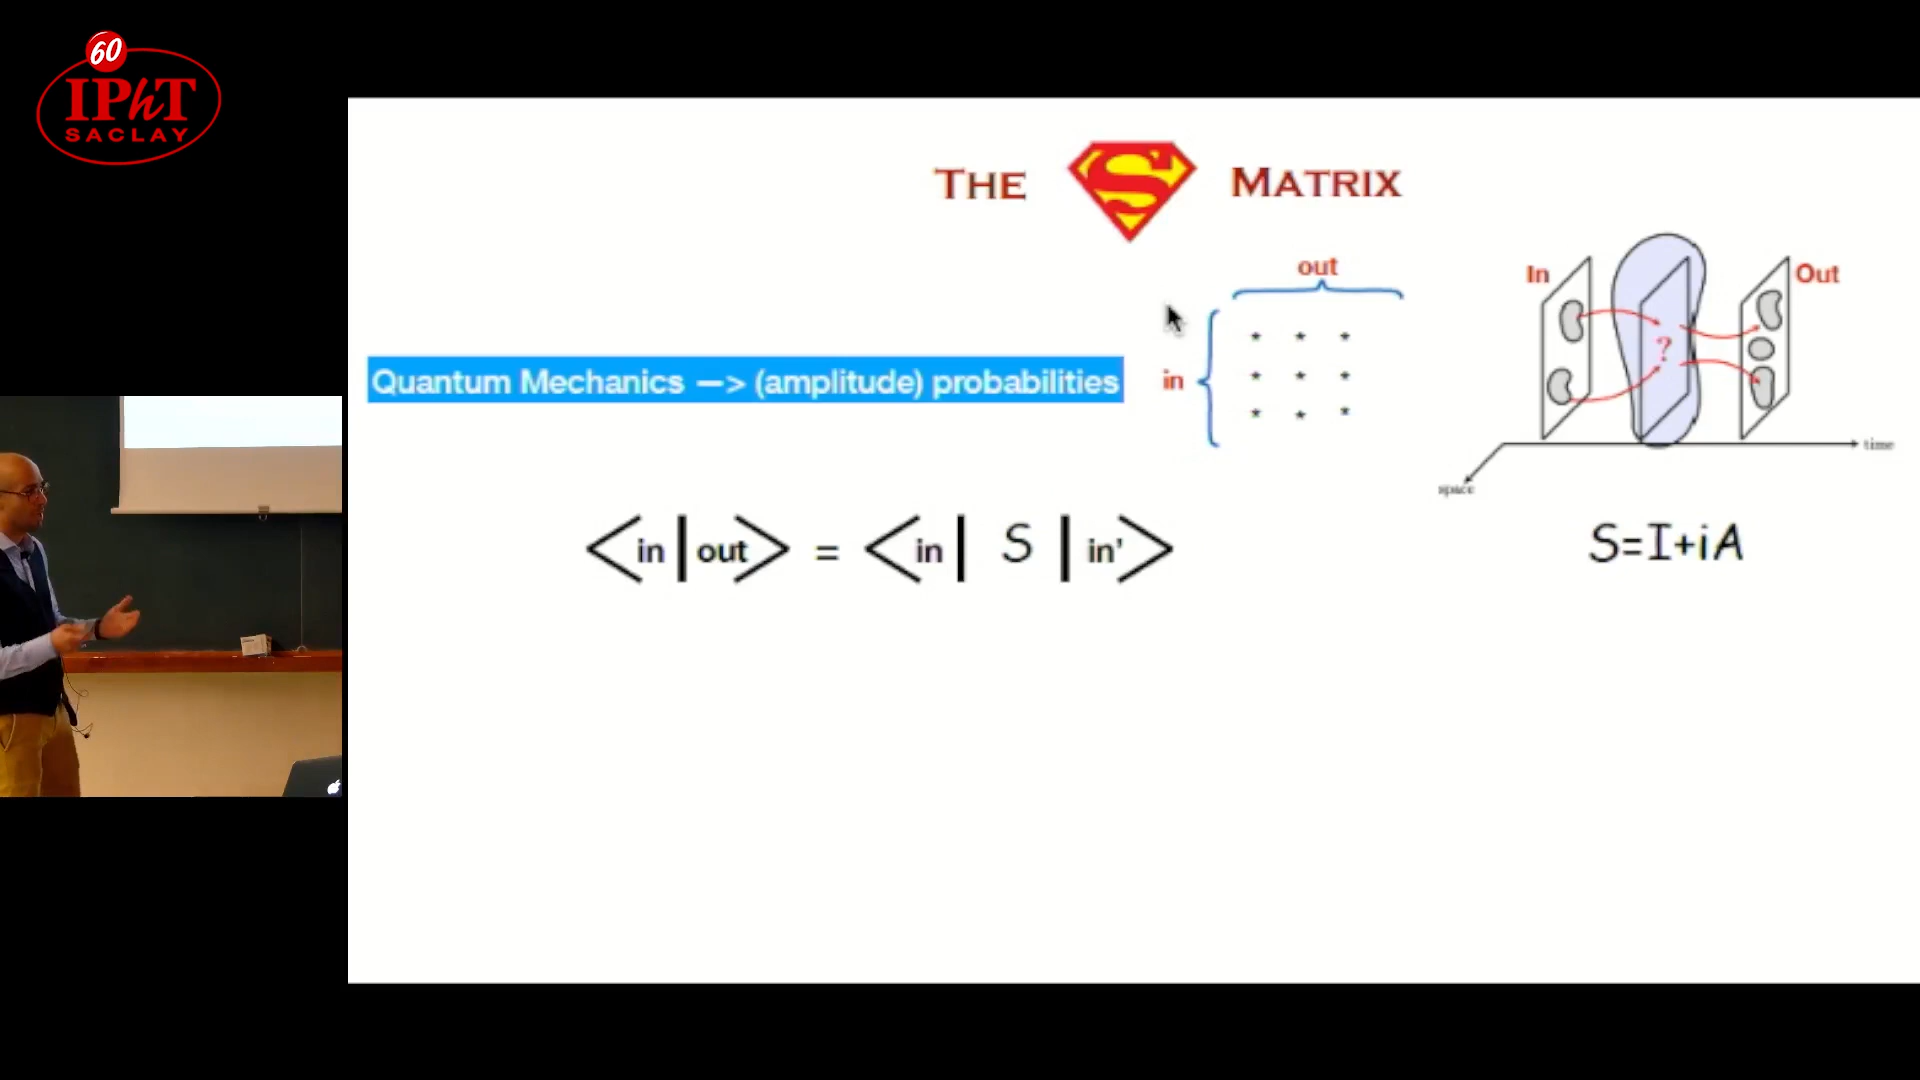 60
IPhT
SACLAY
THE S MATRIX
out
In
Out
Quantum Mechanics —> (amplitude) probabilities
in
* * *
* * *
* * *
?
time
space
<in|out> = <in| S |in'>
S=I+iA